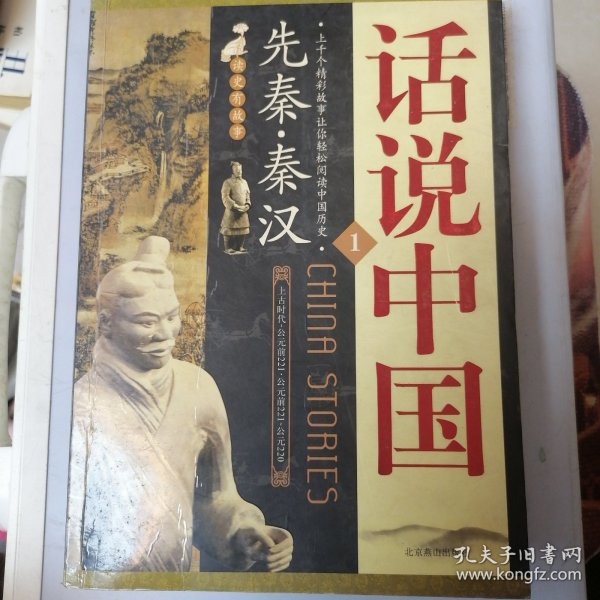 话说中国
1
上千个精彩故事让你轻松阅读中国历史
先秦·秦汉
读史有故事
CHINA STORIES
上古时代-公元前221·公元前221-公元220
北京燕山出
孔夫子旧书网
www.kongfz.com